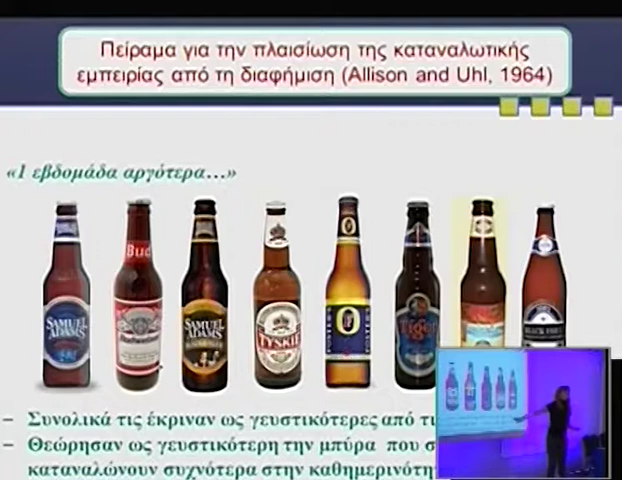 Πείραμα για την πλαισίωση της καταναλωτικής
εμπειρίας από τη διαφήμιση (Allison and Uhl, 1964)
«1 εβδομάδα αργότερα…»
SAMUEL ADAMS
Bud
Budweiser
SAMUEL ADAMS
TYSKIE
FOSTER'S
Tiger
– Συνολικά τις έκριναν ως γευστικότερες από
– Θεώρησαν ως γευστικότερη την μπύρα που
καταναλώνουν συχνότερα στην